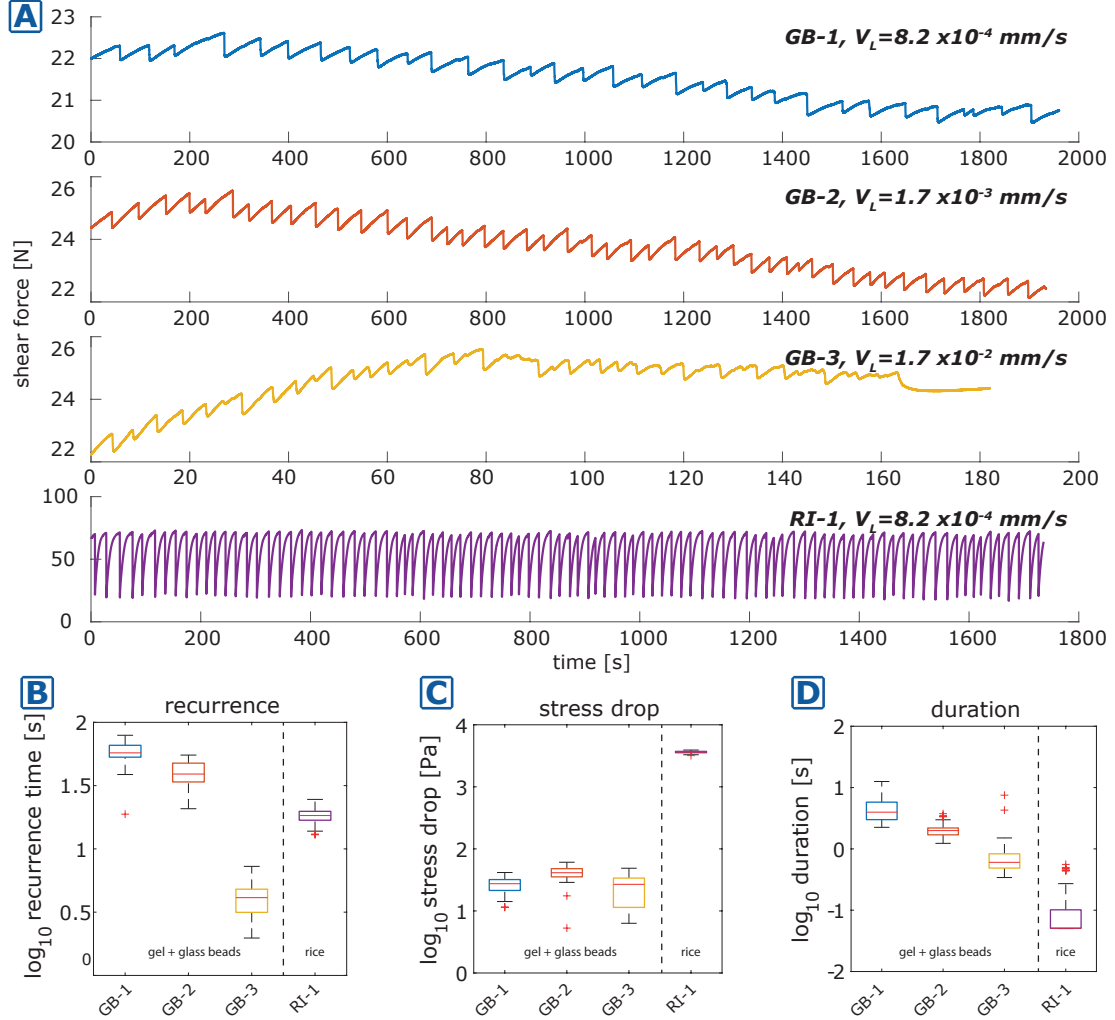 A
GB-1, V_L=8.2 x10⁻⁴ mm/s
23
22
21
20
0 200 400 600 800 1000 1200 1400 1600 1800 2000
GB-2, V_L=1.7 x10⁻³ mm/s
26
24
22
0 200 400 600 800 1000 1200 1400 1600 1800 2000
shear force [N]
GB-3, V_L=1.7 x10⁻² mm/s
26
24
22
0 20 40 60 80 100 120 140 160 180 200
RI-1, V_L=8.2 x10⁻⁴ mm/s
100
50
0
0 200 400 600 800 1000 1200 1400 1600 1800
time [s]
B
recurrence
log₁₀ recurrence time [s]
2
1.5
1
0.5
0
gel + glass beads
rice
GB-1 GB-2 GB-3 RI-1
C
stress drop
log₁₀ stress drop [Pa]
4
3
2
1
0
gel + glass beads
rice
GB-1 GB-2 GB-3 RI-1
D
duration
log₁₀ duration [s]
2
1
0
-1
-2
gel + glass beads
rice
GB-1 GB-2 GB-3 RI-1